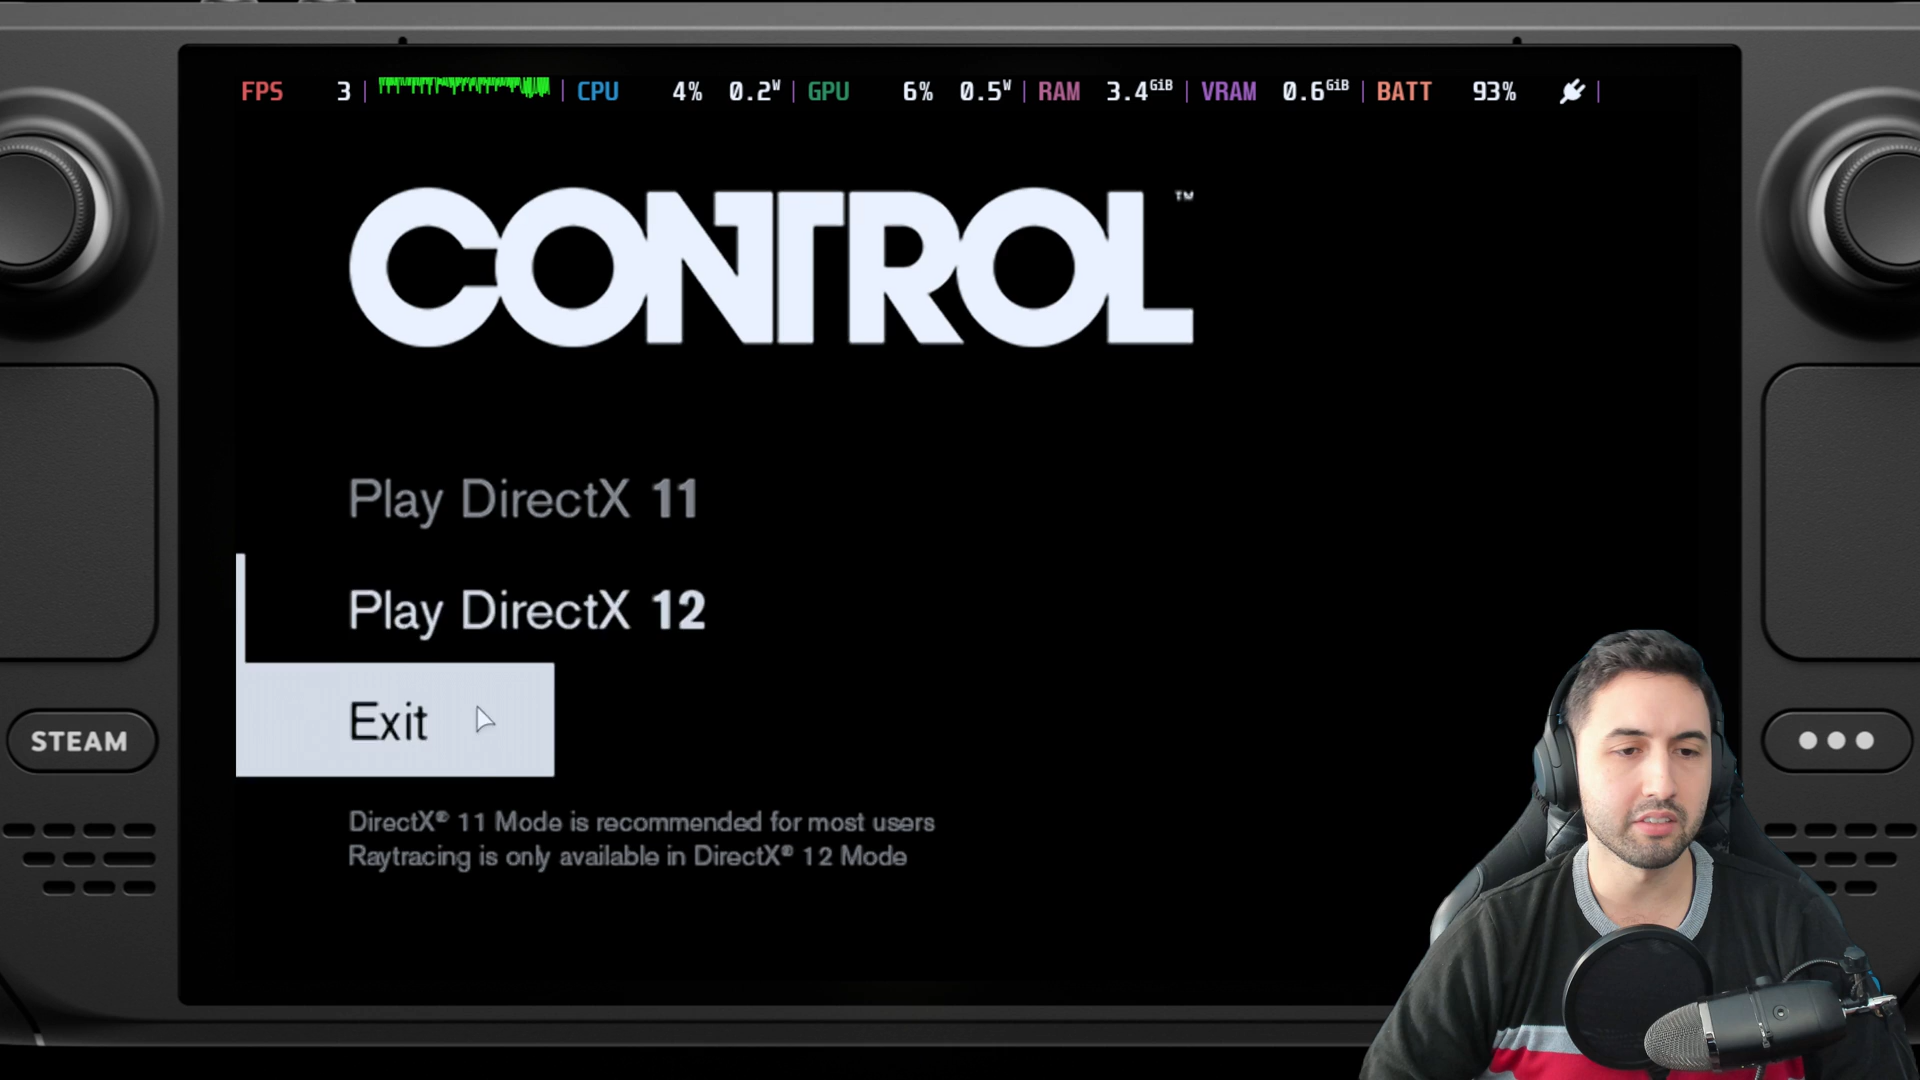 FPS 3 | CPU 4% 0.2W | GPU 6% 0.5W | RAM 3.4GiB | VRAM 0.6GiB | BATT 93% |
CONTROL™
Play DirectX 11
Play DirectX 12
Exit
DirectX® 11 Mode is recommended for most users
Raytracing is only available in DirectX® 12 Mode
STEAM